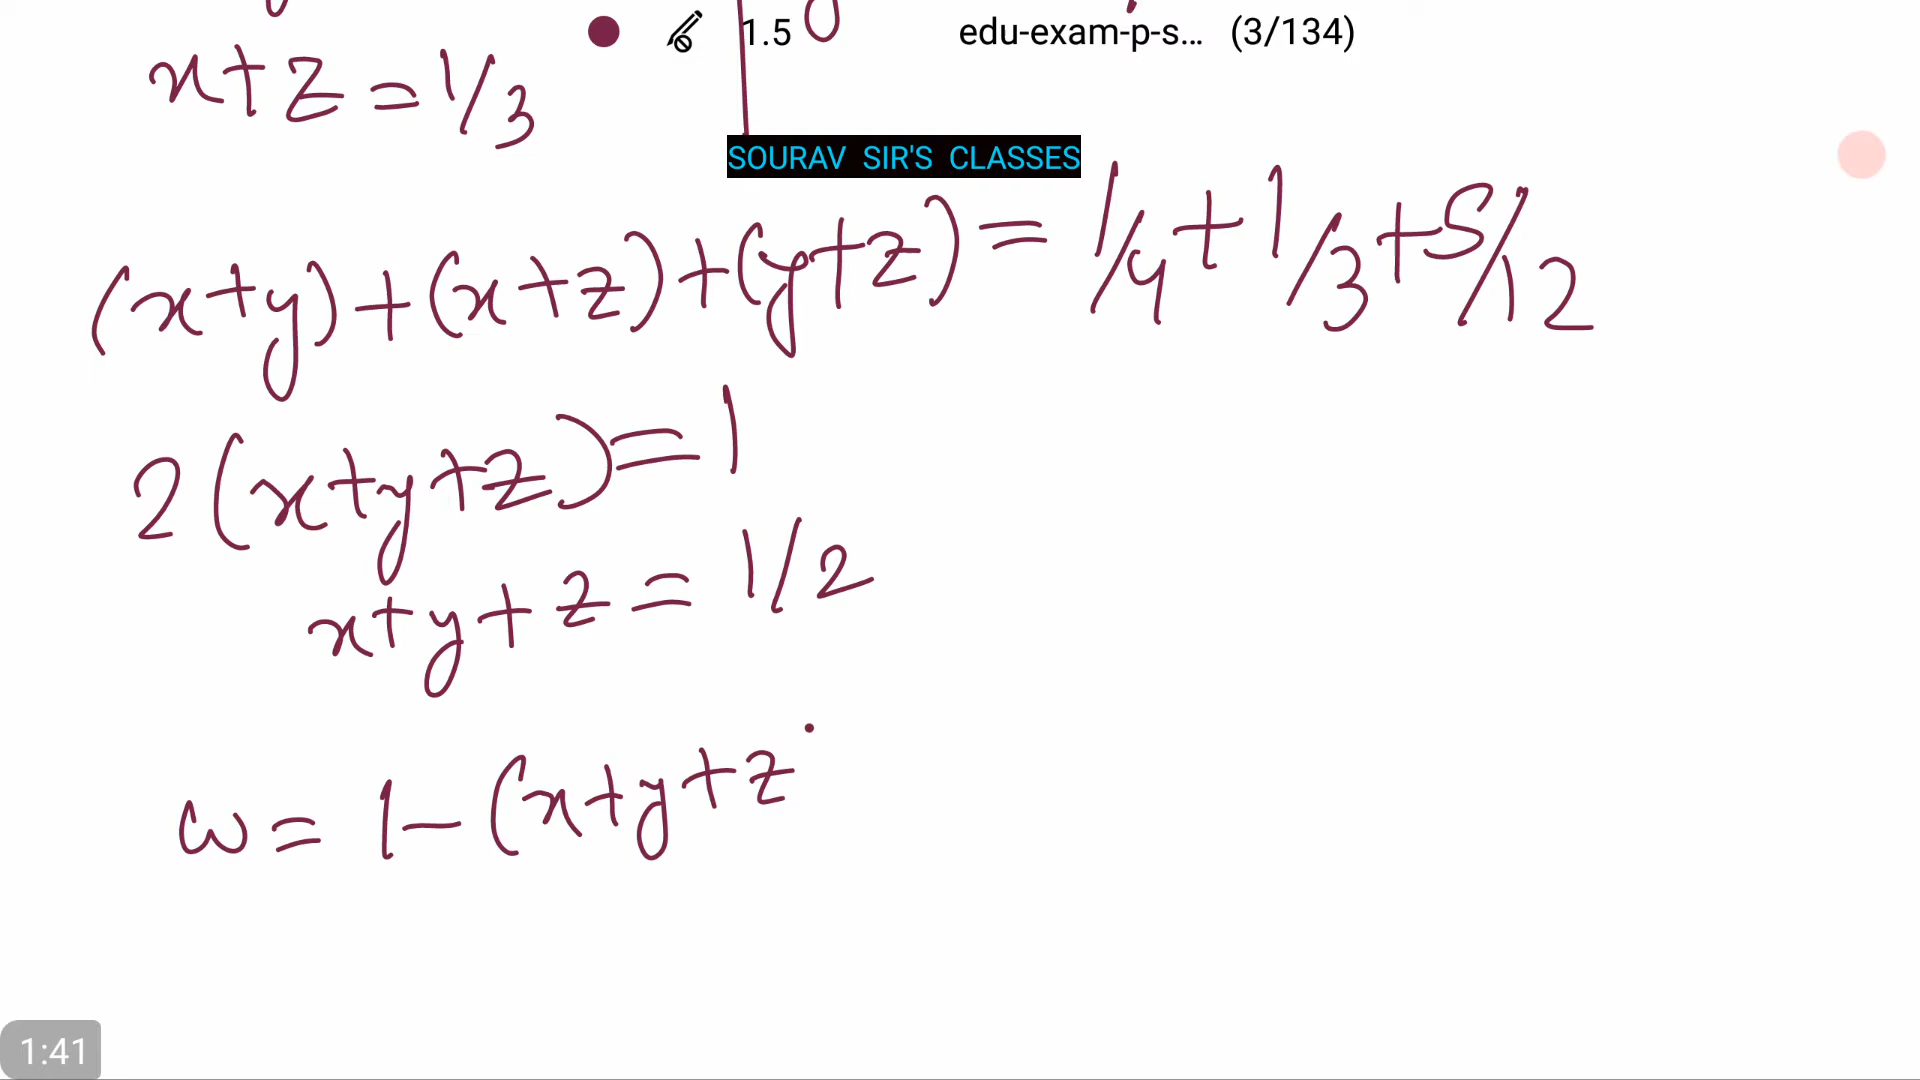 1.5 edu-exam-p-s... (3/134)
x+z=1/3
SOURAV SIR'S CLASSES
(x+y)+(x+z)+(y+z)=1/4+1/3+5/12
2(x+y+z)=1
x+y+z=1/2
w=1-(x+y+z
1:41